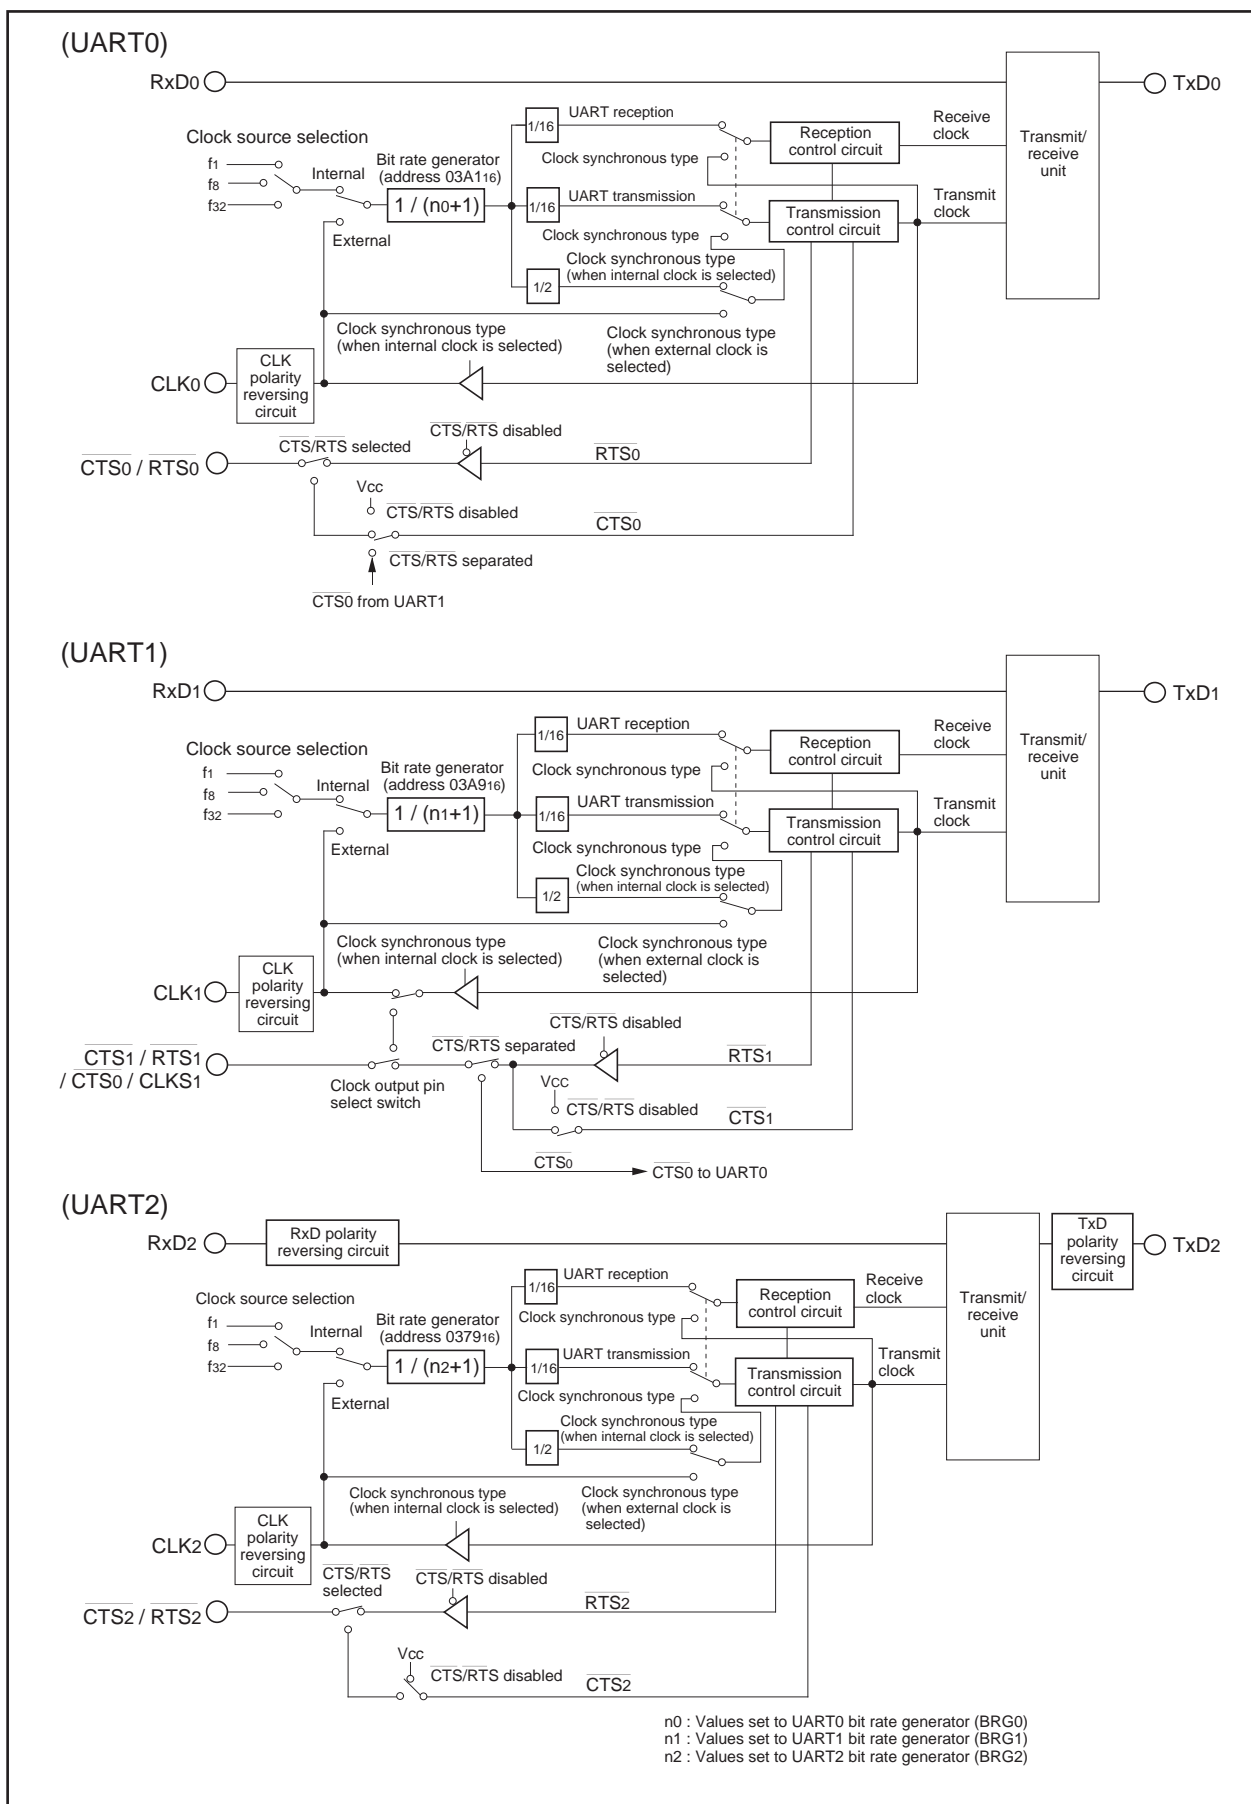 (UART0)
RxD0
TxD0
Clock source selection
f1
f8
f32
Internal
External
Bit rate generator
(address 03A116)
1 / (n0+1)
1/16
UART reception
Clock synchronous type
1/16
UART transmission
Clock synchronous type
Clock synchronous type
(when internal clock is selected)
1/2
Reception
control circuit
Transmission
control circuit
Receive
clock
Transmit
clock
Transmit/
receive
unit
Clock synchronous type
(when internal clock is selected)
Clock synchronous type
(when external clock is
selected)
CLK0
CLK
polarity
reversing
circuit
CTS/RTS disabled
CTS/RTS selected
CTS0 / RTS0
RTS0
Vcc
CTS/RTS disabled
CTS0
CTS/RTS separated
CTS0 from UART1
(UART1)
RxD1
TxD1
Clock source selection
f1
f8
f32
Internal
External
Bit rate generator
(address 03A916)
1 / (n1+1)
1/16
UART reception
Clock synchronous type
1/16
UART transmission
Clock synchronous type
Clock synchronous type
(when internal clock is selected)
1/2
Reception
control circuit
Transmission
control circuit
Receive
clock
Transmit
clock
Transmit/
receive
unit
Clock synchronous type
(when internal clock is selected)
Clock synchronous type
(when external clock is
selected)
CLK1
CLK
polarity
reversing
circuit
CTS/RTS disabled
CTS/RTS separated
CTS1 / RTS1
/ CTS0 / CLKS1
RTS1
Clock output pin
select switch
VCC
CTS/RTS disabled
CTS1
CTS0
CTS0 to UART0
(UART2)
RxD2
RxD polarity
reversing circuit
TxD
polarity
reversing
circuit
TxD2
Clock source selection
f1
f8
f32
Internal
External
Bit rate generator
(address 037916)
1 / (n2+1)
1/16
UART reception
Clock synchronous type
1/16
UART transmission
Clock synchronous type
Clock synchronous type
(when internal clock is selected)
1/2
Reception
control circuit
Transmission
control circuit
Receive
clock
Transmit
clock
Transmit/
receive
unit
Clock synchronous type
(when internal clock is selected)
Clock synchronous type
(when external clock is
selected)
CLK2
CLK
polarity
reversing
circuit
CTS/RTS
selected
CTS/RTS disabled
CTS2 / RTS2
RTS2
Vcc
CTS/RTS disabled
CTS2
n0 : Values set to UART0 bit rate generator (BRG0)
n1 : Values set to UART1 bit rate generator (BRG1)
n2 : Values set to UART2 bit rate generator (BRG2)